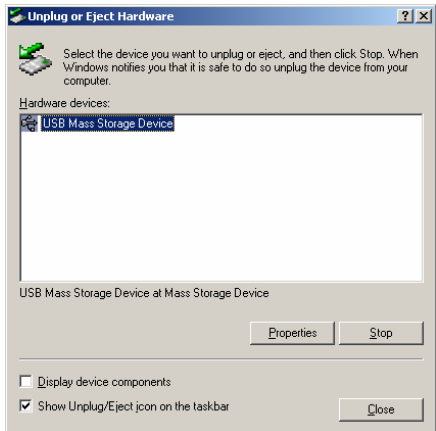 Unplug or Eject Hardware
Select the device you want to unplug or eject, and then click Stop. When
Windows notifies you that it is safe to do so unplug the device from your
computer.
Hardware devices:
USB Mass Storage Device
USB Mass Storage Device at Mass Storage Device
Properties Stop
Display device components
Show Unplug/Eject icon on the taskbar
Close